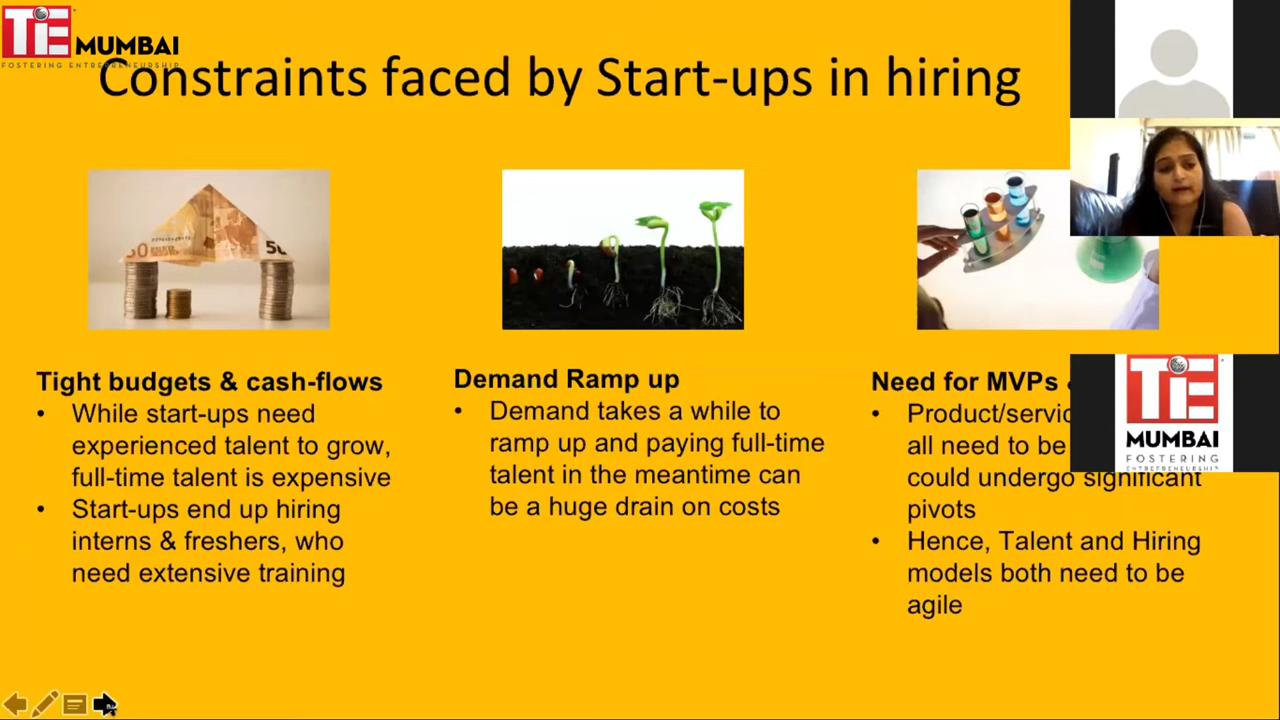 TiE MUMBAI
FOSTERING ENTREPRENEURSHIP
Constraints faced by Start-ups in hiring
50
50
Tight budgets & cash-flows
• While start-ups need
experienced talent to grow,
full-time talent is expensive
• Start-ups end up hiring
interns & freshers, who
need extensive training
Demand Ramp up
• Demand takes a while to
ramp up and paying full-time
talent in the meantime can
be a huge drain on costs
Need for MVPs
• Product/servic
all need to be
could undergo significant
pivots
• Hence, Talent and Hiring
models both need to be
agile
TiE
MUMBAI
FOSTERING
ENTREPRENEURSHIP